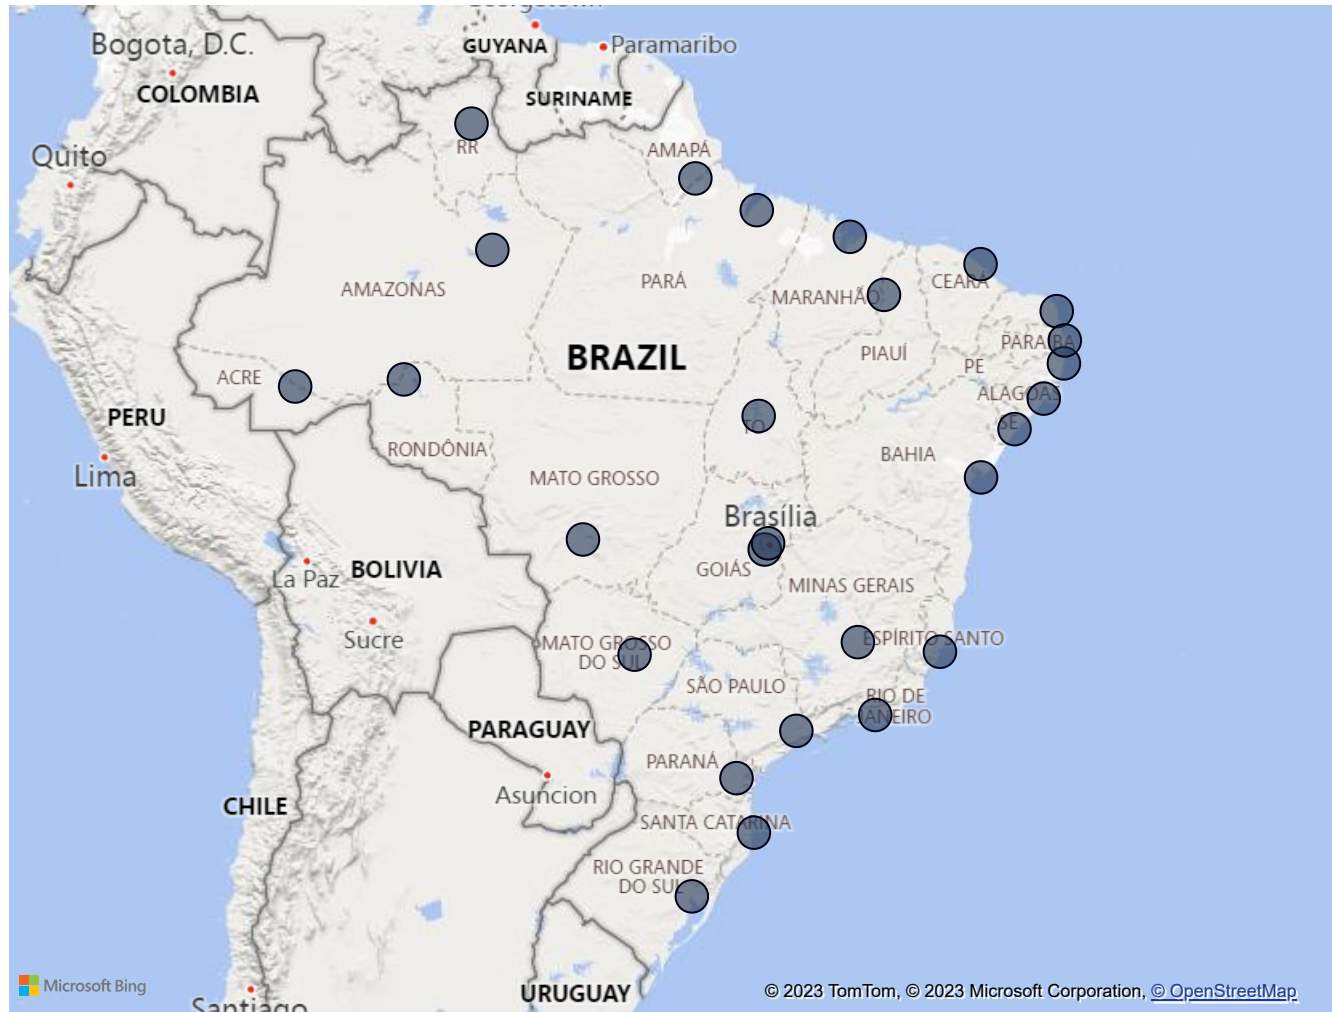 Georgetown
Bogota, D.C.
GUYANA
Paramaribo
COLOMBIA
SURINAME
Quito
RR
AMAPÁ
AMAZONAS
PARÁ
MARANHÃO
CEARÁ
BRAZIL
PIAUÍ
PARAÍBA
PE
ACRE
ALAGOAS
PERU
TO
SE
RONDÔNIA
BAHIA
Lima
MATO GROSSO
Brasília
La Paz
BOLIVIA
GOIÁS
MINAS GERAIS
Sucre
MATO GROSSO
DO SUL
ESPÍRITO SANTO
SÃO PAULO
RIO DE
JANEIRO
PARAGUAY
PARANÁ
Asuncion
CHILE
SANTA CATARINA
RIO GRANDE
DO SUL
Microsoft Bing
Santiago
URUGUAY
© 2023 TomTom, © 2023 Microsoft Corporation, © OpenStreetMap